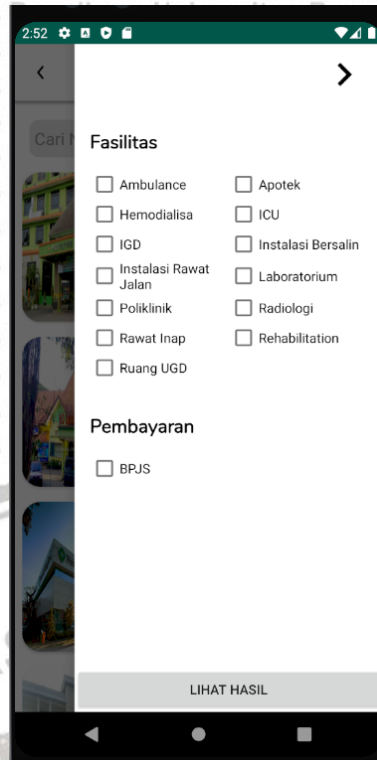 2:52
Cari
Fasilitas
Ambulance
Apotek
Hemodialisa
ICU
IGD
Instalasi Bersalin
Instalasi Rawat
Jalan
Laboratorium
Poliklinik
Radiologi
Rawat Inap
Rehabilitation
Ruang UGD
Pembayaran
BPJS
LIHAT HASIL